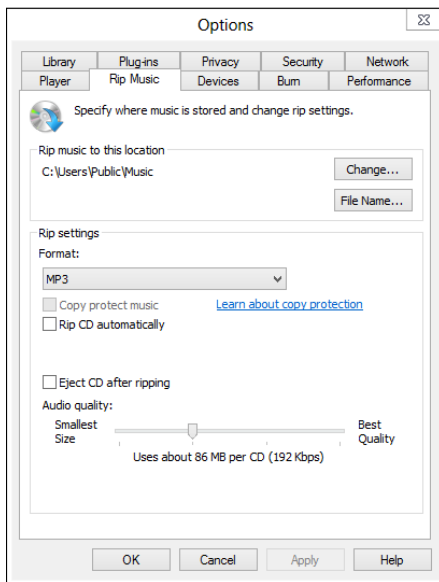 Options
Library Plug-ins Privacy Security Network
Player Rip Music Devices Burn Performance
Specify where music is stored and change rip settings.
Rip music to this location
C:\Users\Public\Music
Change...
File Name...
Rip settings
Format:
MP3
Copy protect music Learn about copy protection
Rip CD automatically
Eject CD after ripping
Audio quality:
Smallest Best
Size Quality
Uses about 86 MB per CD (192 Kbps)
OK Cancel Apply Help